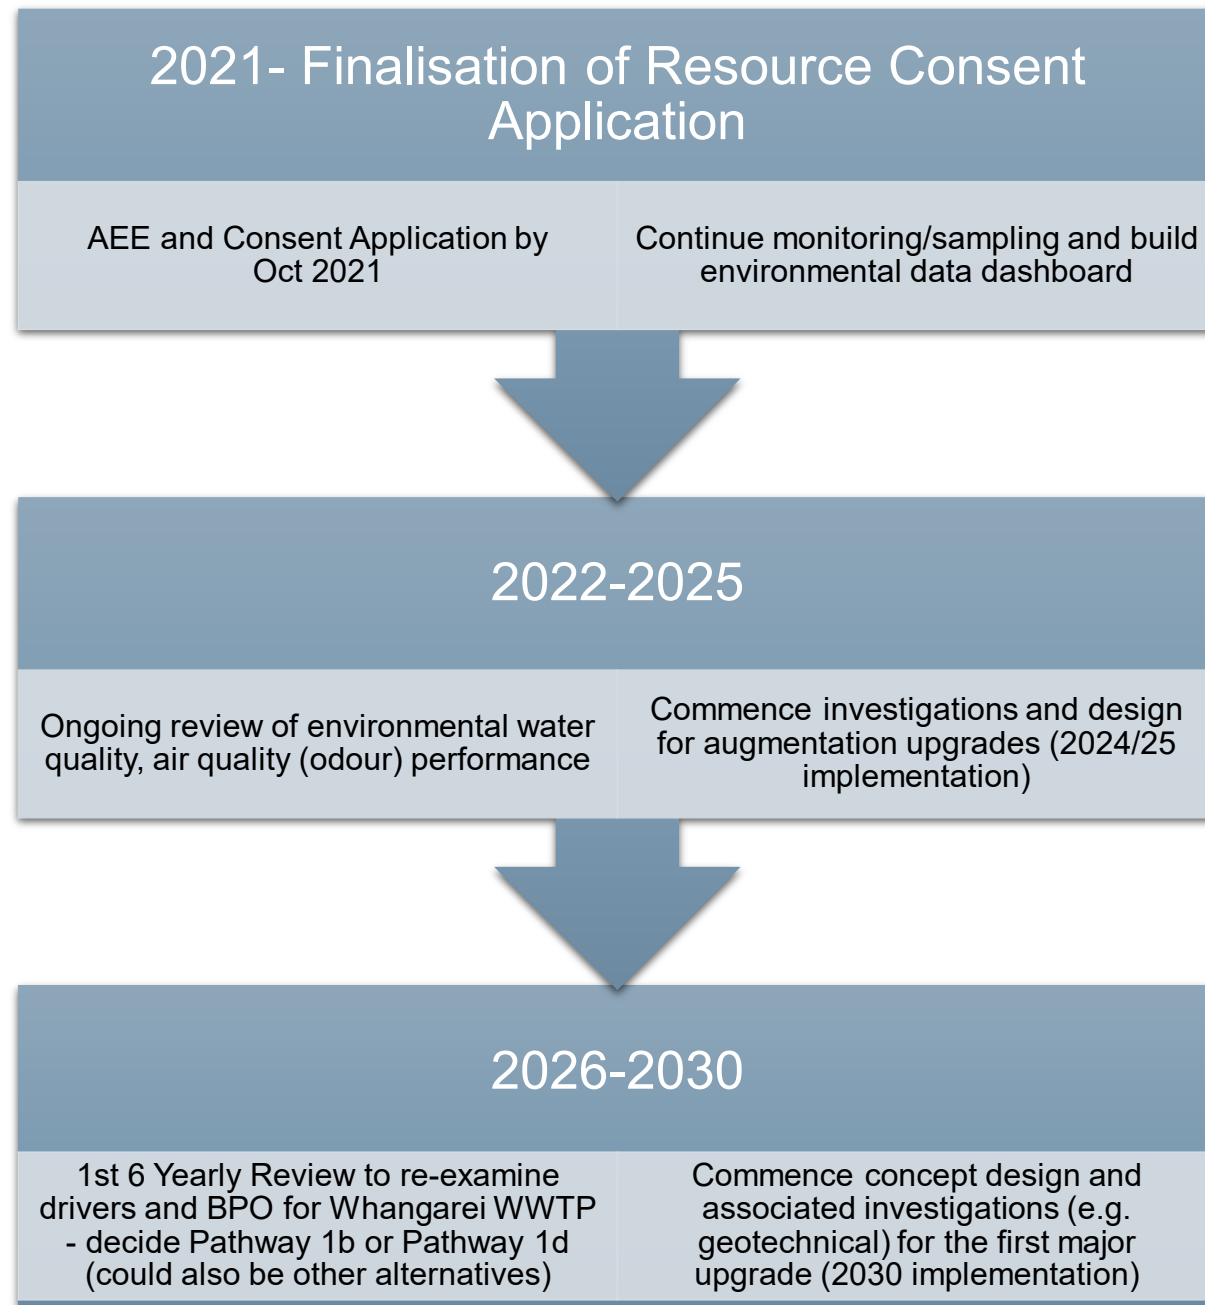 2021- Finalisation of Resource Consent
Application
AEE and Consent Application by
Oct 2021
Continue monitoring/sampling and build
environmental data dashboard
2022-2025
Ongoing review of environmental water
quality, air quality (odour) performance
Commence investigations and design
for augmentation upgrades (2024/25
implementation)
2026-2030
1st 6 Yearly Review to re-examine
drivers and BPO for Whangarei WWTP
- decide Pathway 1b or Pathway 1d
(could also be other alternatives)
Commence concept design and
associated investigations (e.g.
geotechnical) for the first major
upgrade (2030 implementation)